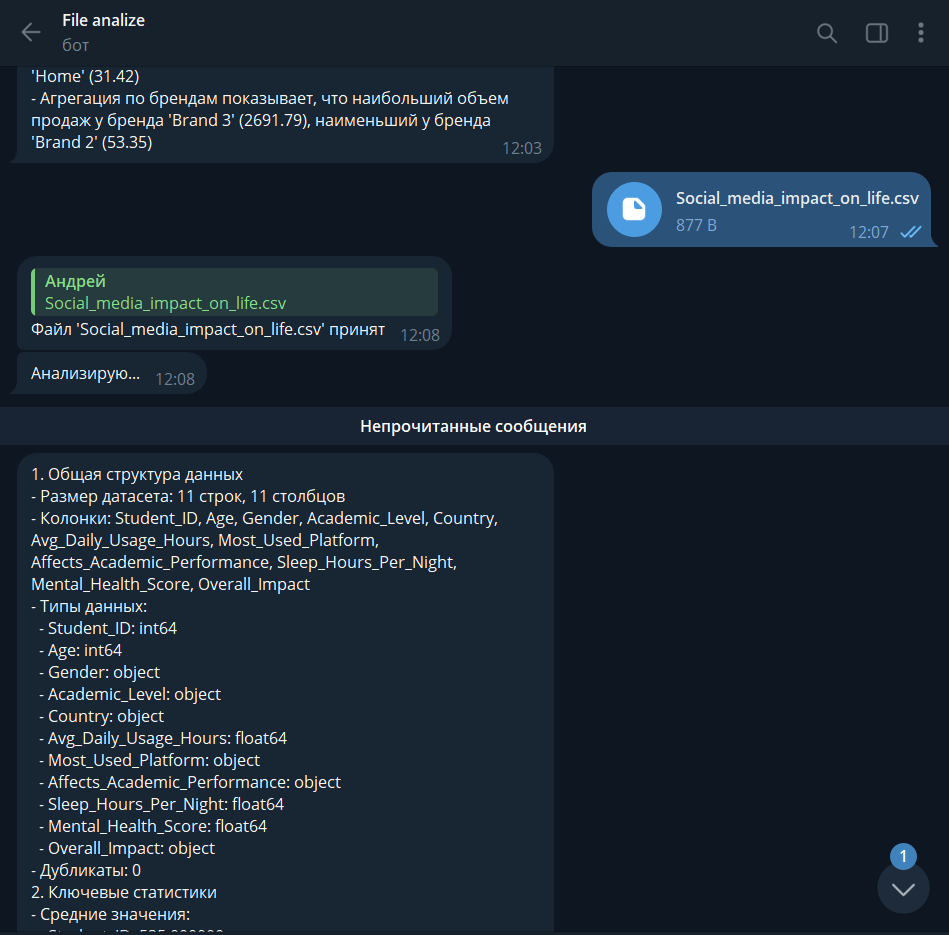 File analize
бот
'Home' (31.42)
- Агрегация по брендам показывает, что наибольший объем
продаж у бренда 'Brand 3' (2691.79), наименьший у бренда
'Brand 2' (53.35)
12:03
Social_media_impact_on_life.csv
877 B
12:07
Андрей
Social_media_impact_on_life.csv
Файл 'Social_media_impact_on_life.csv' принят
12:08
Анализирую...
12:08
Непрочитанные сообщения
1. Общая структура данных
- Размер датасета: 11 строк, 11 столбцов
- Колонки: Student_ID, Age, Gender, Academic_Level, Country,
Avg_Daily_Usage_Hours, Most_Used_Platform,
Affects_Academic_Performance, Sleep_Hours_Per_Night,
Mental_Health_Score, Overall_Impact
- Типы данных:
- Student_ID: int64
- Age: int64
- Gender: object
- Academic_Level: object
- Country: object
- Avg_Daily_Usage_Hours: float64
- Most_Used_Platform: object
- Affects_Academic_Performance: object
- Sleep_Hours_Per_Night: float64
- Mental_Health_Score: float64
- Overall_Impact: object
- Дубликаты: 0
1
2. Ключевые статистики
- Средние значения: